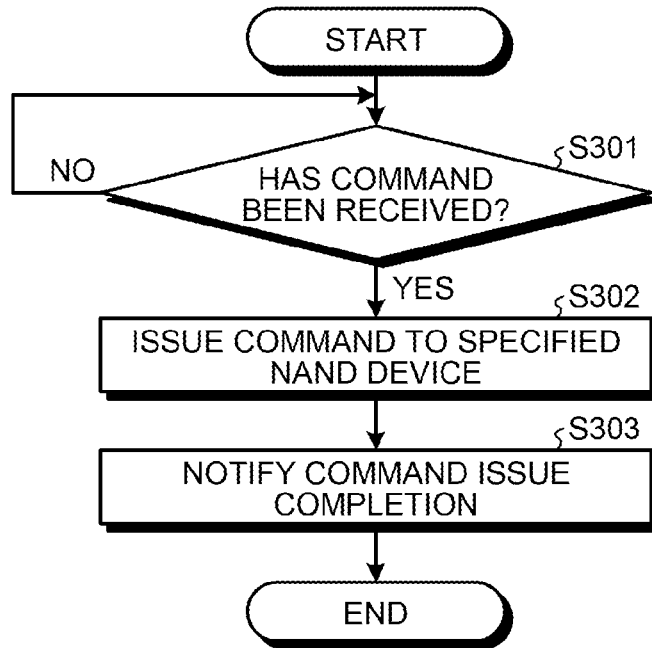 START
S301
NO
HAS COMMAND
BEEN RECEIVED?
YES
S302
ISSUE COMMAND TO SPECIFIED
NAND DEVICE
S303
NOTIFY COMMAND ISSUE
COMPLETION
END